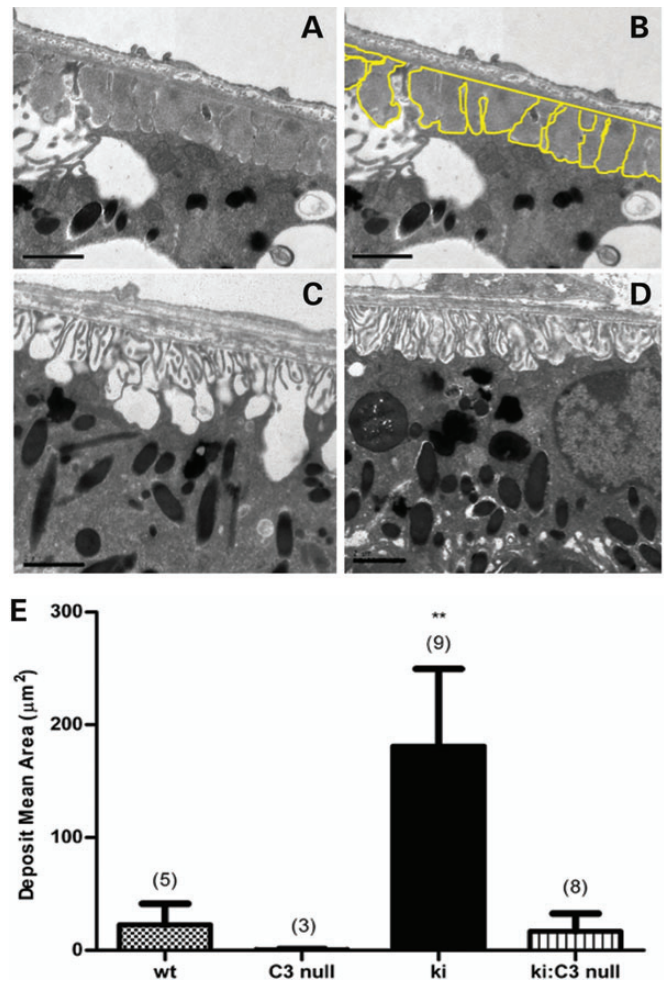 A
B
C
D
E
Deposit Mean Area (µm²)
300
200
100
0
(5)
(3)
**
(9)
(8)
wt
C3 null
ki
ki:C3 null